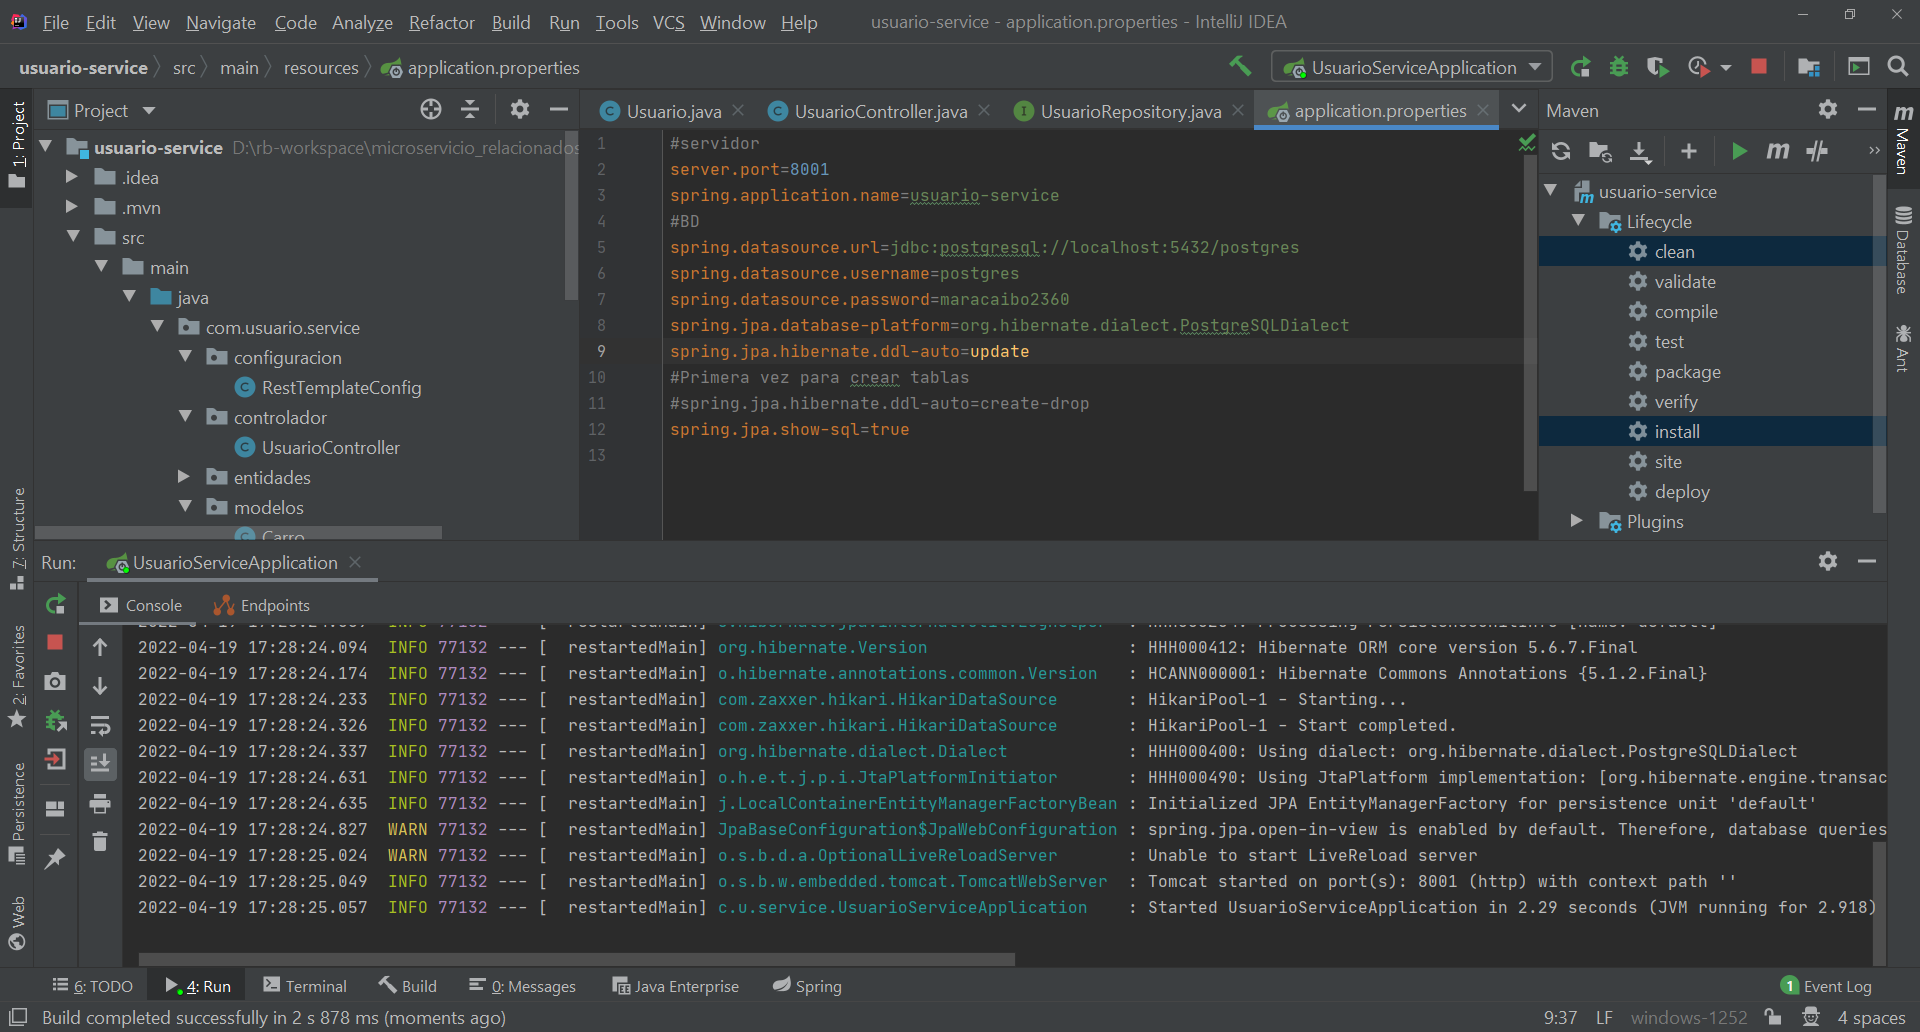 File Edit View Navigate Code Analyze Refactor Build Run Tools VCS Window Help usuario-service - application.properties - IntelliJ IDEA
usuario-service src main resources application.properties UsuarioServiceApplication
1: Project
7: Structure
2: Favorites
Persistence
Web
Project
usuario-service D:\rb-workspace\microservicio_relacionados
.idea
.mvn
src
main
java
com.usuario.service
configuracion
RestTemplateConfig
controlador
UsuarioController
entidades
modelos
Carro
Usuario.java UsuarioController.java UsuarioRepository.java application.properties
1 #servidor
2 server.port=8001
3 spring.application.name=usuario-service
4 #BD
5 spring.datasource.url=jdbc:postgresql://localhost:5432/postgres
6 spring.datasource.username=postgres
7 spring.datasource.password=maracaibo2360
8 spring.jpa.database-platform=org.hibernate.dialect.PostgreSQLDialect
9 spring.jpa.hibernate.ddl-auto=update
10 #Primera vez para crear tablas
11 #spring.jpa.hibernate.ddl-auto=create-drop
12 spring.jpa.show-sql=true
13
Maven
usuario-service
Lifecycle
clean
validate
compile
test
package
verify
install
site
deploy
Plugins
Maven
Database
Ant
Run: UsuarioServiceApplication
Console Endpoints
2022-04-19 17:28:24.094 INFO 77132 --- [ restartedMain] org.hibernate.Version : HHH000412: Hibernate ORM core version 5.6.7.Final
2022-04-19 17:28:24.174 INFO 77132 --- [ restartedMain] o.hibernate.annotations.common.Version : HCANN000001: Hibernate Commons Annotations {5.1.2.Final}
2022-04-19 17:28:24.233 INFO 77132 --- [ restartedMain] com.zaxxer.hikari.HikariDataSource : HikariPool-1 - Starting...
2022-04-19 17:28:24.326 INFO 77132 --- [ restartedMain] com.zaxxer.hikari.HikariDataSource : HikariPool-1 - Start completed.
2022-04-19 17:28:24.337 INFO 77132 --- [ restartedMain] org.hibernate.dialect.Dialect : HHH000400: Using dialect: org.hibernate.dialect.PostgreSQLDialect
2022-04-19 17:28:24.631 INFO 77132 --- [ restartedMain] o.h.e.t.j.p.i.JtaPlatformInitiator : HHH000490: Using JtaPlatform implementation: [org.hibernate.engine.transac
2022-04-19 17:28:24.635 INFO 77132 --- [ restartedMain] j.LocalContainerEntityManagerFactoryBean : Initialized JPA EntityManagerFactory for persistence unit 'default'
2022-04-19 17:28:24.827 WARN 77132 --- [ restartedMain] JpaBaseConfiguration$JpaWebConfiguration : spring.jpa.open-in-view is enabled by default. Therefore, database queries
2022-04-19 17:28:25.024 WARN 77132 --- [ restartedMain] o.s.b.d.a.OptionalLiveReloadServer : Unable to start LiveReload server
2022-04-19 17:28:25.049 INFO 77132 --- [ restartedMain] o.s.b.w.embedded.tomcat.TomcatWebServer : Tomcat started on port(s): 8001 (http) with context path ''
2022-04-19 17:28:25.057 INFO 77132 --- [ restartedMain] c.u.service.UsuarioServiceApplication : Started UsuarioServiceApplication in 2.29 seconds (JVM running for 2.918)
6: TODO 4: Run Terminal Build 0: Messages Java Enterprise Spring 1 Event Log
Build completed successfully in 2 s 878 ms (moments ago) 9:37 LF windows-1252 4 spaces